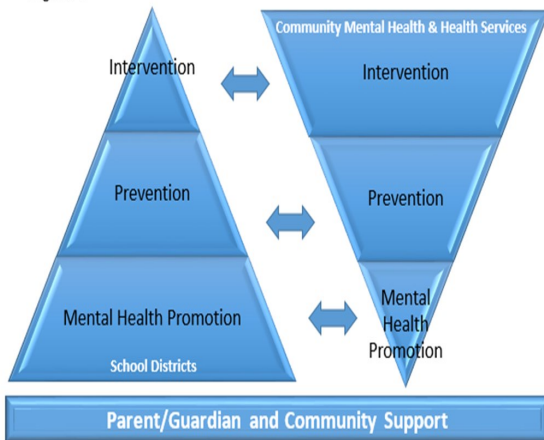 Intervention
Prevention
Mental Health Promotion
School Districts
Community Mental Health & Health Services
Intervention
Prevention
Mental
Health
Promotion
Parent/Guardian and Community Support